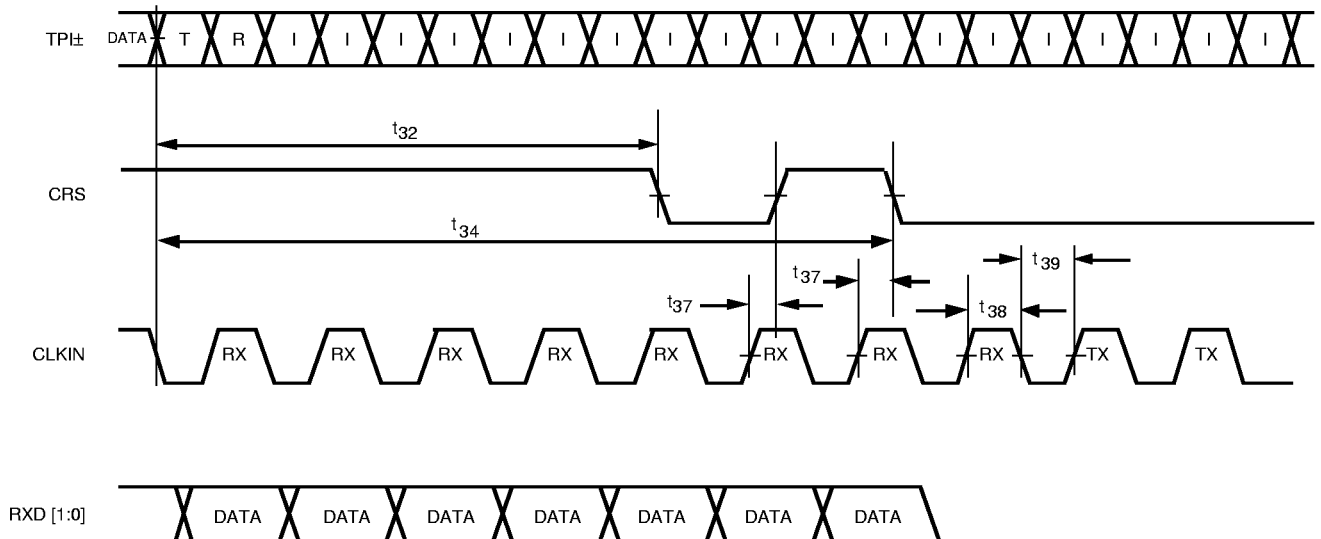 TPI± DATA T R I I I I I I I I I I I I I I I I I I I
t32
CRS
t34
t37 t37 t38 t39
CLKIN RX RX RX RX RX RX RX RX TX TX
RXD [1:0] DATA DATA DATA DATA DATA DATA DATA